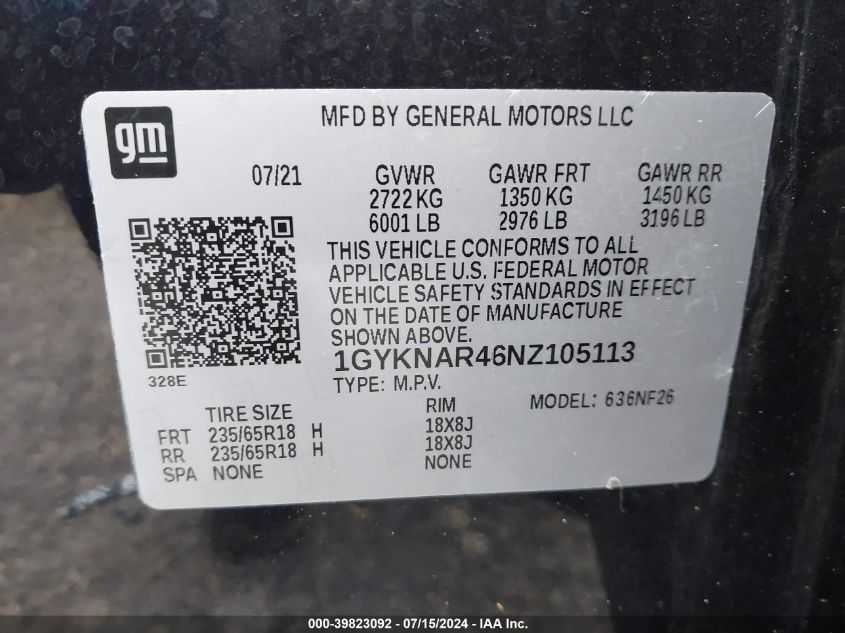 gm
MFD BY GENERAL MOTORS LLC
07/21 GVWR GAWR FRT GAWR RR
2722 KG 1350 KG 1450 KG
6001 LB 2976 LB 3196 LB
THIS VEHICLE CONFORMS TO ALL
APPLICABLE U.S. FEDERAL MOTOR
VEHICLE SAFETY STANDARDS IN EFFECT
ON THE DATE OF MANUFACTURE
SHOWN ABOVE.
1GYKNAR46NZ105113
328E
TYPE: M.P.V.
TIRE SIZE RIM MODEL: 636NF26
FRT 235/65R18 H 18X8J
RR 235/65R18 H 18X8J
SPA NONE NONE
000-39823092 - 07/15/2024 - IAA Inc.